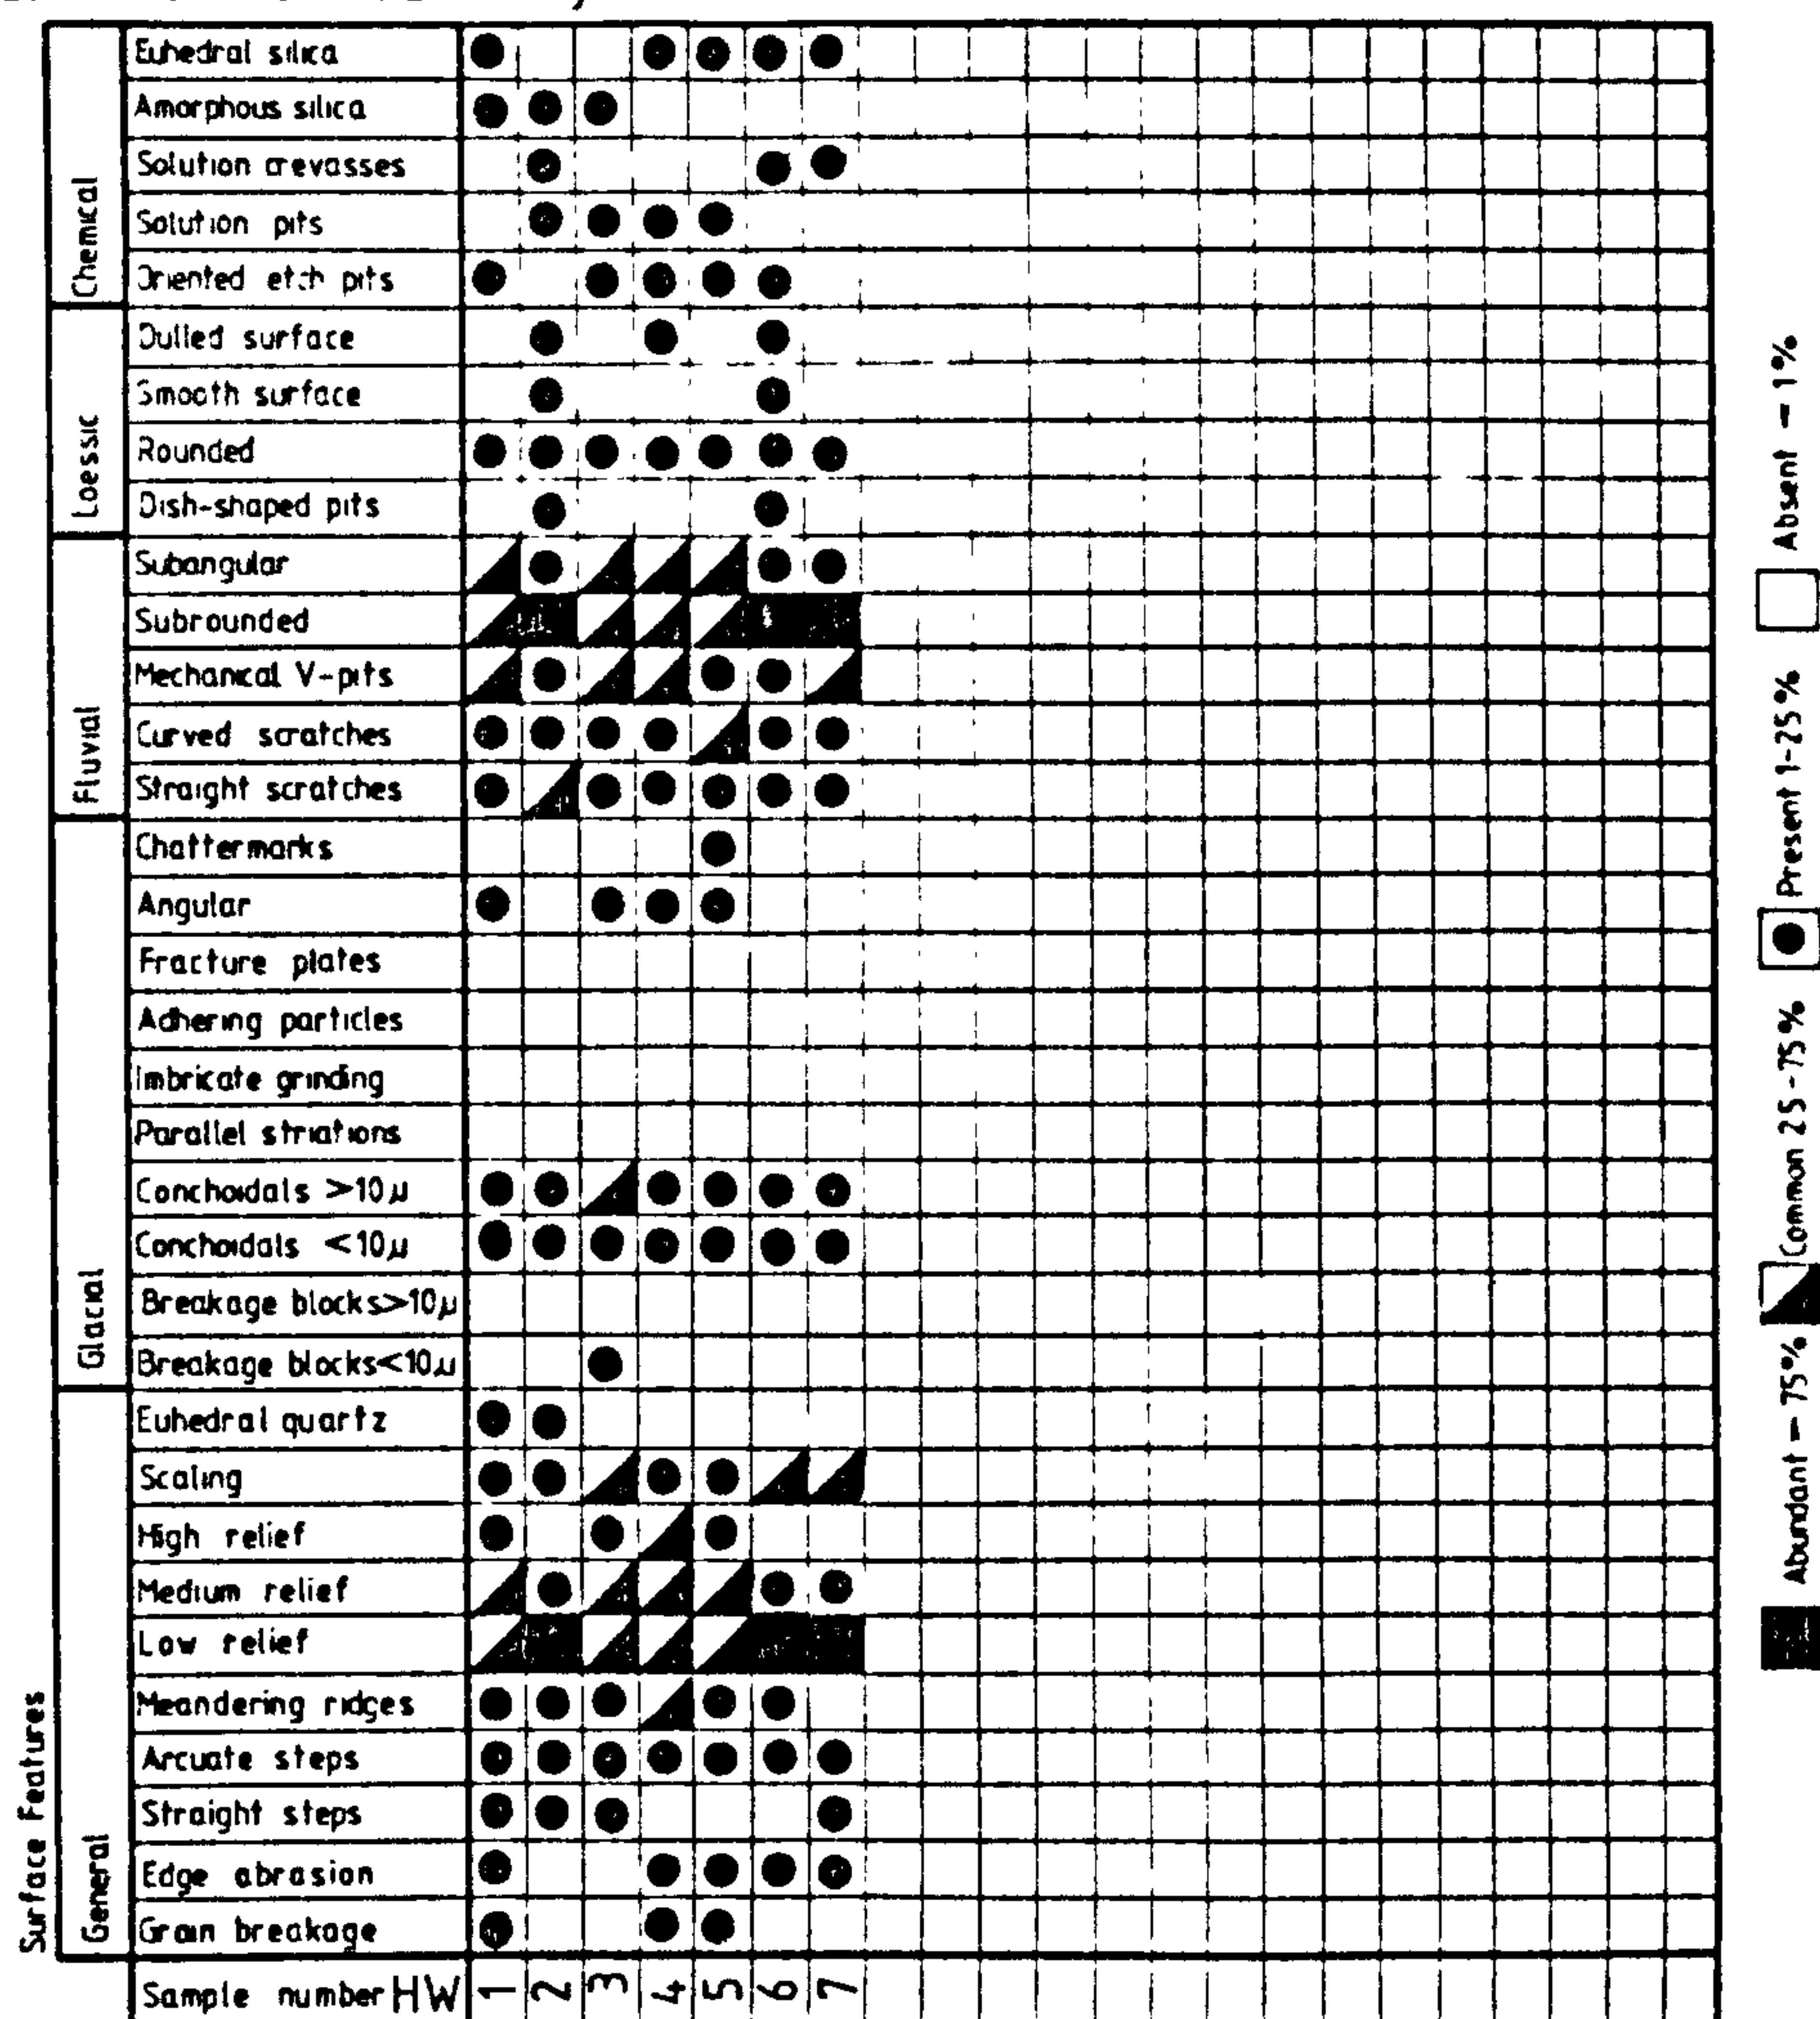 Chemical
Euhedral silica
Amorphous silica
Solution crevasses
Solution pits
Oriented etch pits
Loessic
Dulled surface
Smooth surface
Rounded
Dish-shaped pits
Fluvial
Subangular
Subrounded
Mechanical V-pits
Curved scratches
Straight scratches
Glacial
Chattermarks
Angular
Fracture plates
Adhering particles
Imbricate grinding
Parallel striations
Conchoidals >10µ
Conchoidals <10µ
Breakage blocks>10µ
Breakage blocks<10µ
Surface Features
General
Euhedral quartz
Scaling
High relief
Medium relief
Low relief
Meandering ridges
Arcuate steps
Straight steps
Edge abrasion
Grain breakage
Sample number HW 1 2 3 4 5 6 7
Abundant - 75% Common 25-75% Present 1-25% Absent - 1%